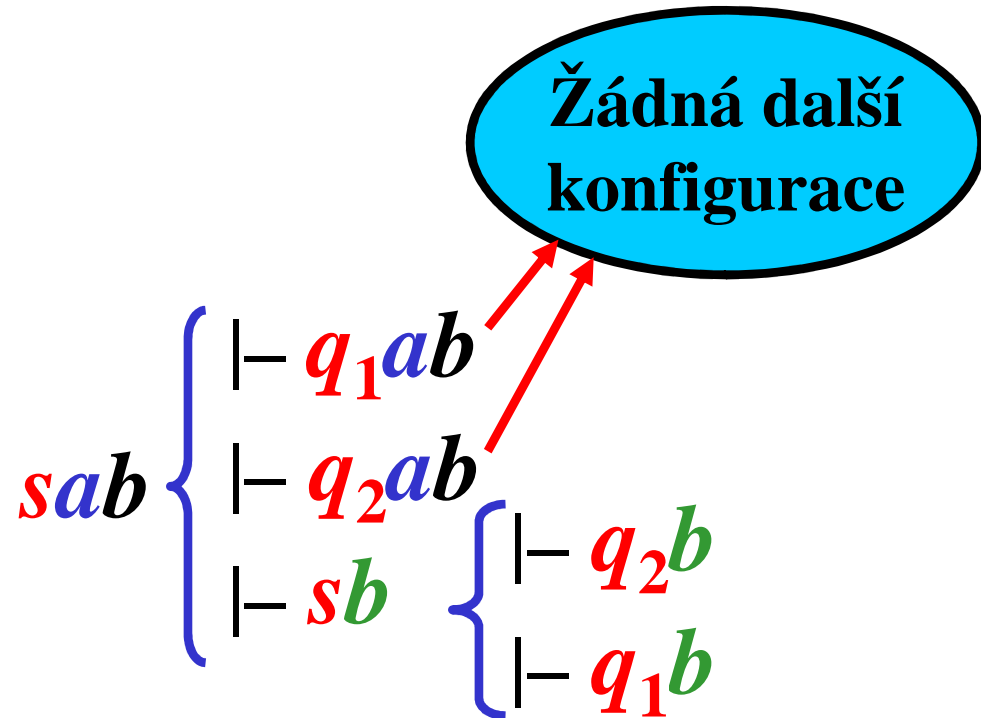 Žádná další
konfigurace
|– q₁ab
sab
|– q₂ab
|– q₂b
|– sb
|– q₁b